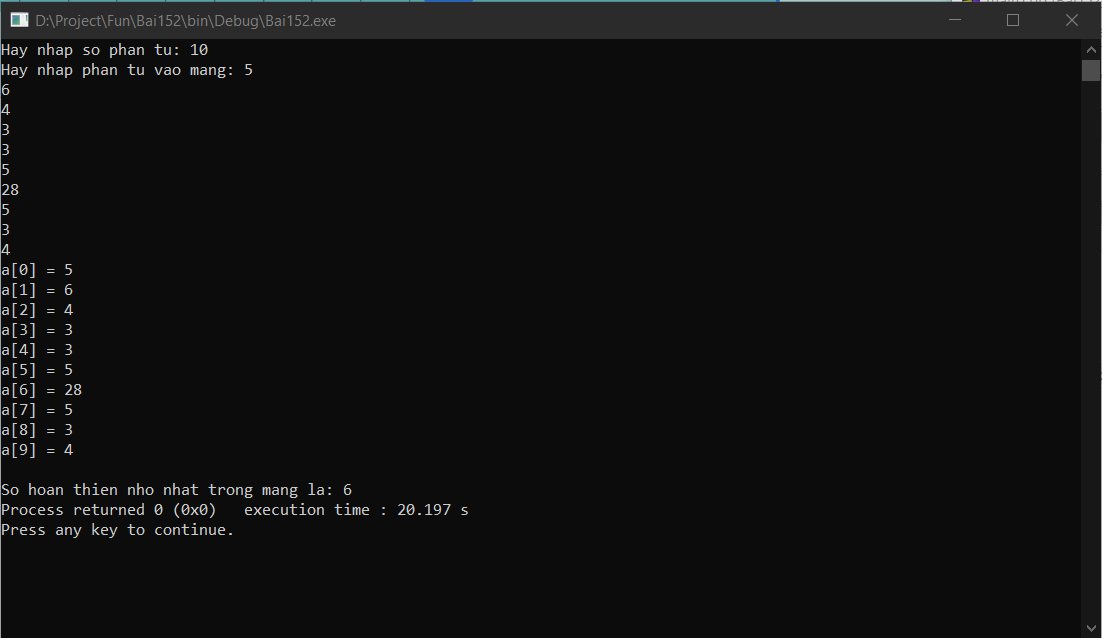 D:\Project\Fun\Bai152\bin\Debug\Bai152.exe
Hay nhap so phan tu: 10
Hay nhap phan tu vao mang: 5
6
4
3
3
5
28
5
3
4
a[0] = 5
a[1] = 6
a[2] = 4
a[3] = 3
a[4] = 3
a[5] = 5
a[6] = 28
a[7] = 5
a[8] = 3
a[9] = 4
So hoan thien nho nhat trong mang la: 6
Process returned 0 (0x0)   execution time : 20.197 s
Press any key to continue.